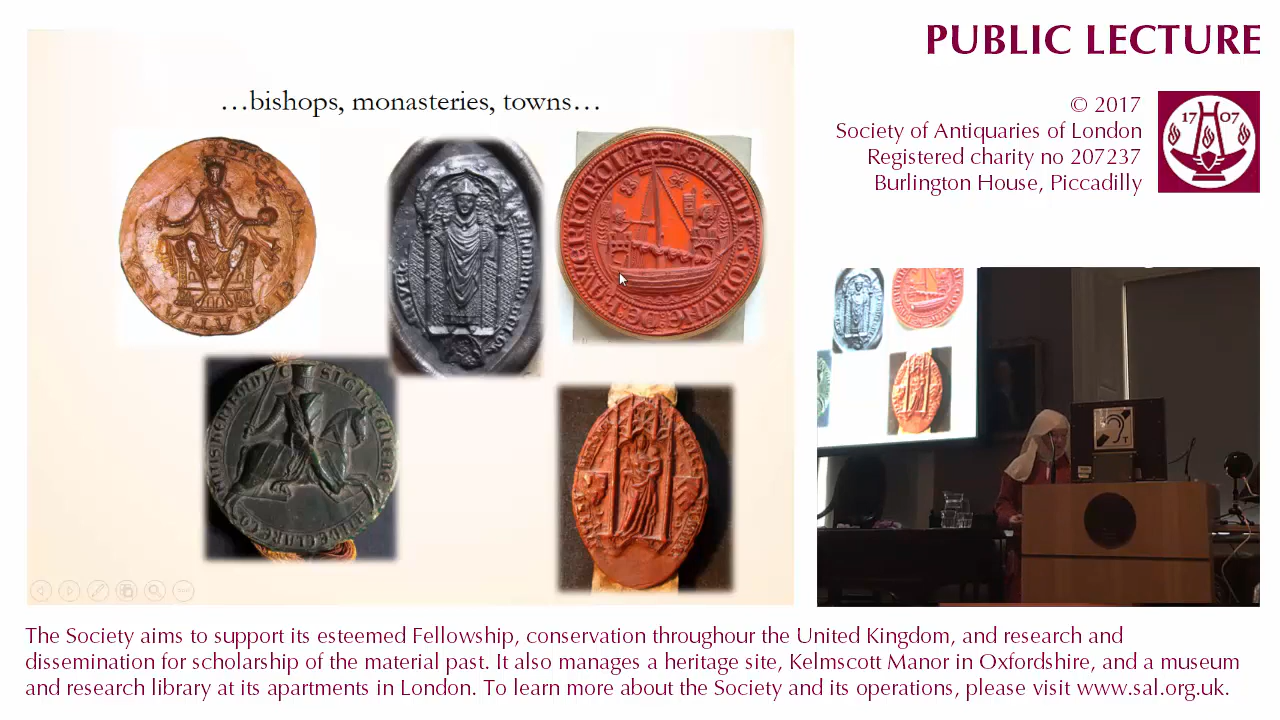 …bishops, monasteries, towns…
PUBLIC LECTURE
© 2017
Society of Antiquaries of London
Registered charity no 207237
Burlington House, Piccadilly
17 07
T
The Society aims to support its esteemed Fellowship, conservation throughour the United Kingdom, and research and
dissemination for scholarship of the material past. It also manages a heritage site, Kelmscott Manor in Oxfordshire, and a museum
and research library at its apartments in London. To learn more about the Society and its operations, please visit www.sal.org.uk.